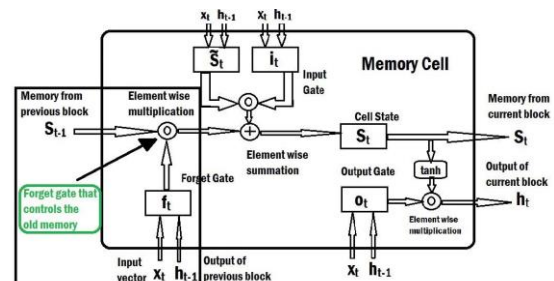 xt ht-1 xt ht-1
S̃t it
Memory Cell
Input
Gate
Memory from
previous block
St-1
Element wise
multiplication
Element wise
summation
Cell State
St
Memory from
current block
St
tanh
Output of
current block
ht
Forget gate that
controls the
old memory
Forget Gate
ft
Output Gate
ot
Element wise
multiplication
Input
vector xt
ht-1 Output of
previous block
xt ht-1